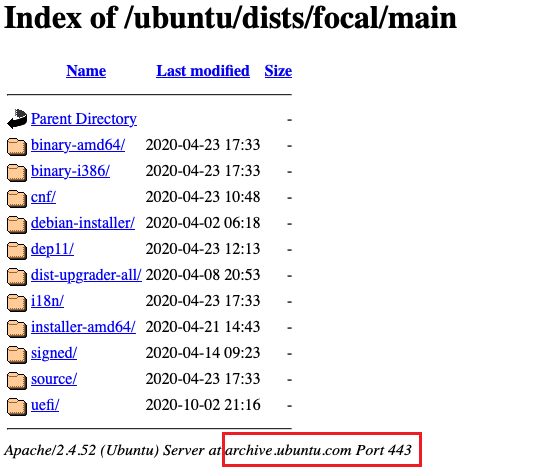 Index of /ubuntu/dists/focal/main
Name Last modified Size
Parent Directory -
binary-amd64/ 2020-04-23 17:33 -
binary-i386/ 2020-04-23 17:33 -
cnf/ 2020-04-23 10:48 -
debian-installer/ 2020-04-02 06:18 -
dep11/ 2020-04-23 12:13 -
dist-upgrader-all/ 2020-04-08 20:53 -
i18n/ 2020-04-23 17:33 -
installer-amd64/ 2020-04-21 14:43 -
signed/ 2020-04-14 09:23 -
source/ 2020-04-23 17:33 -
uefi/ 2020-10-02 21:16 -
Apache/2.4.52 (Ubuntu) Server at archive.ubuntu.com Port 443